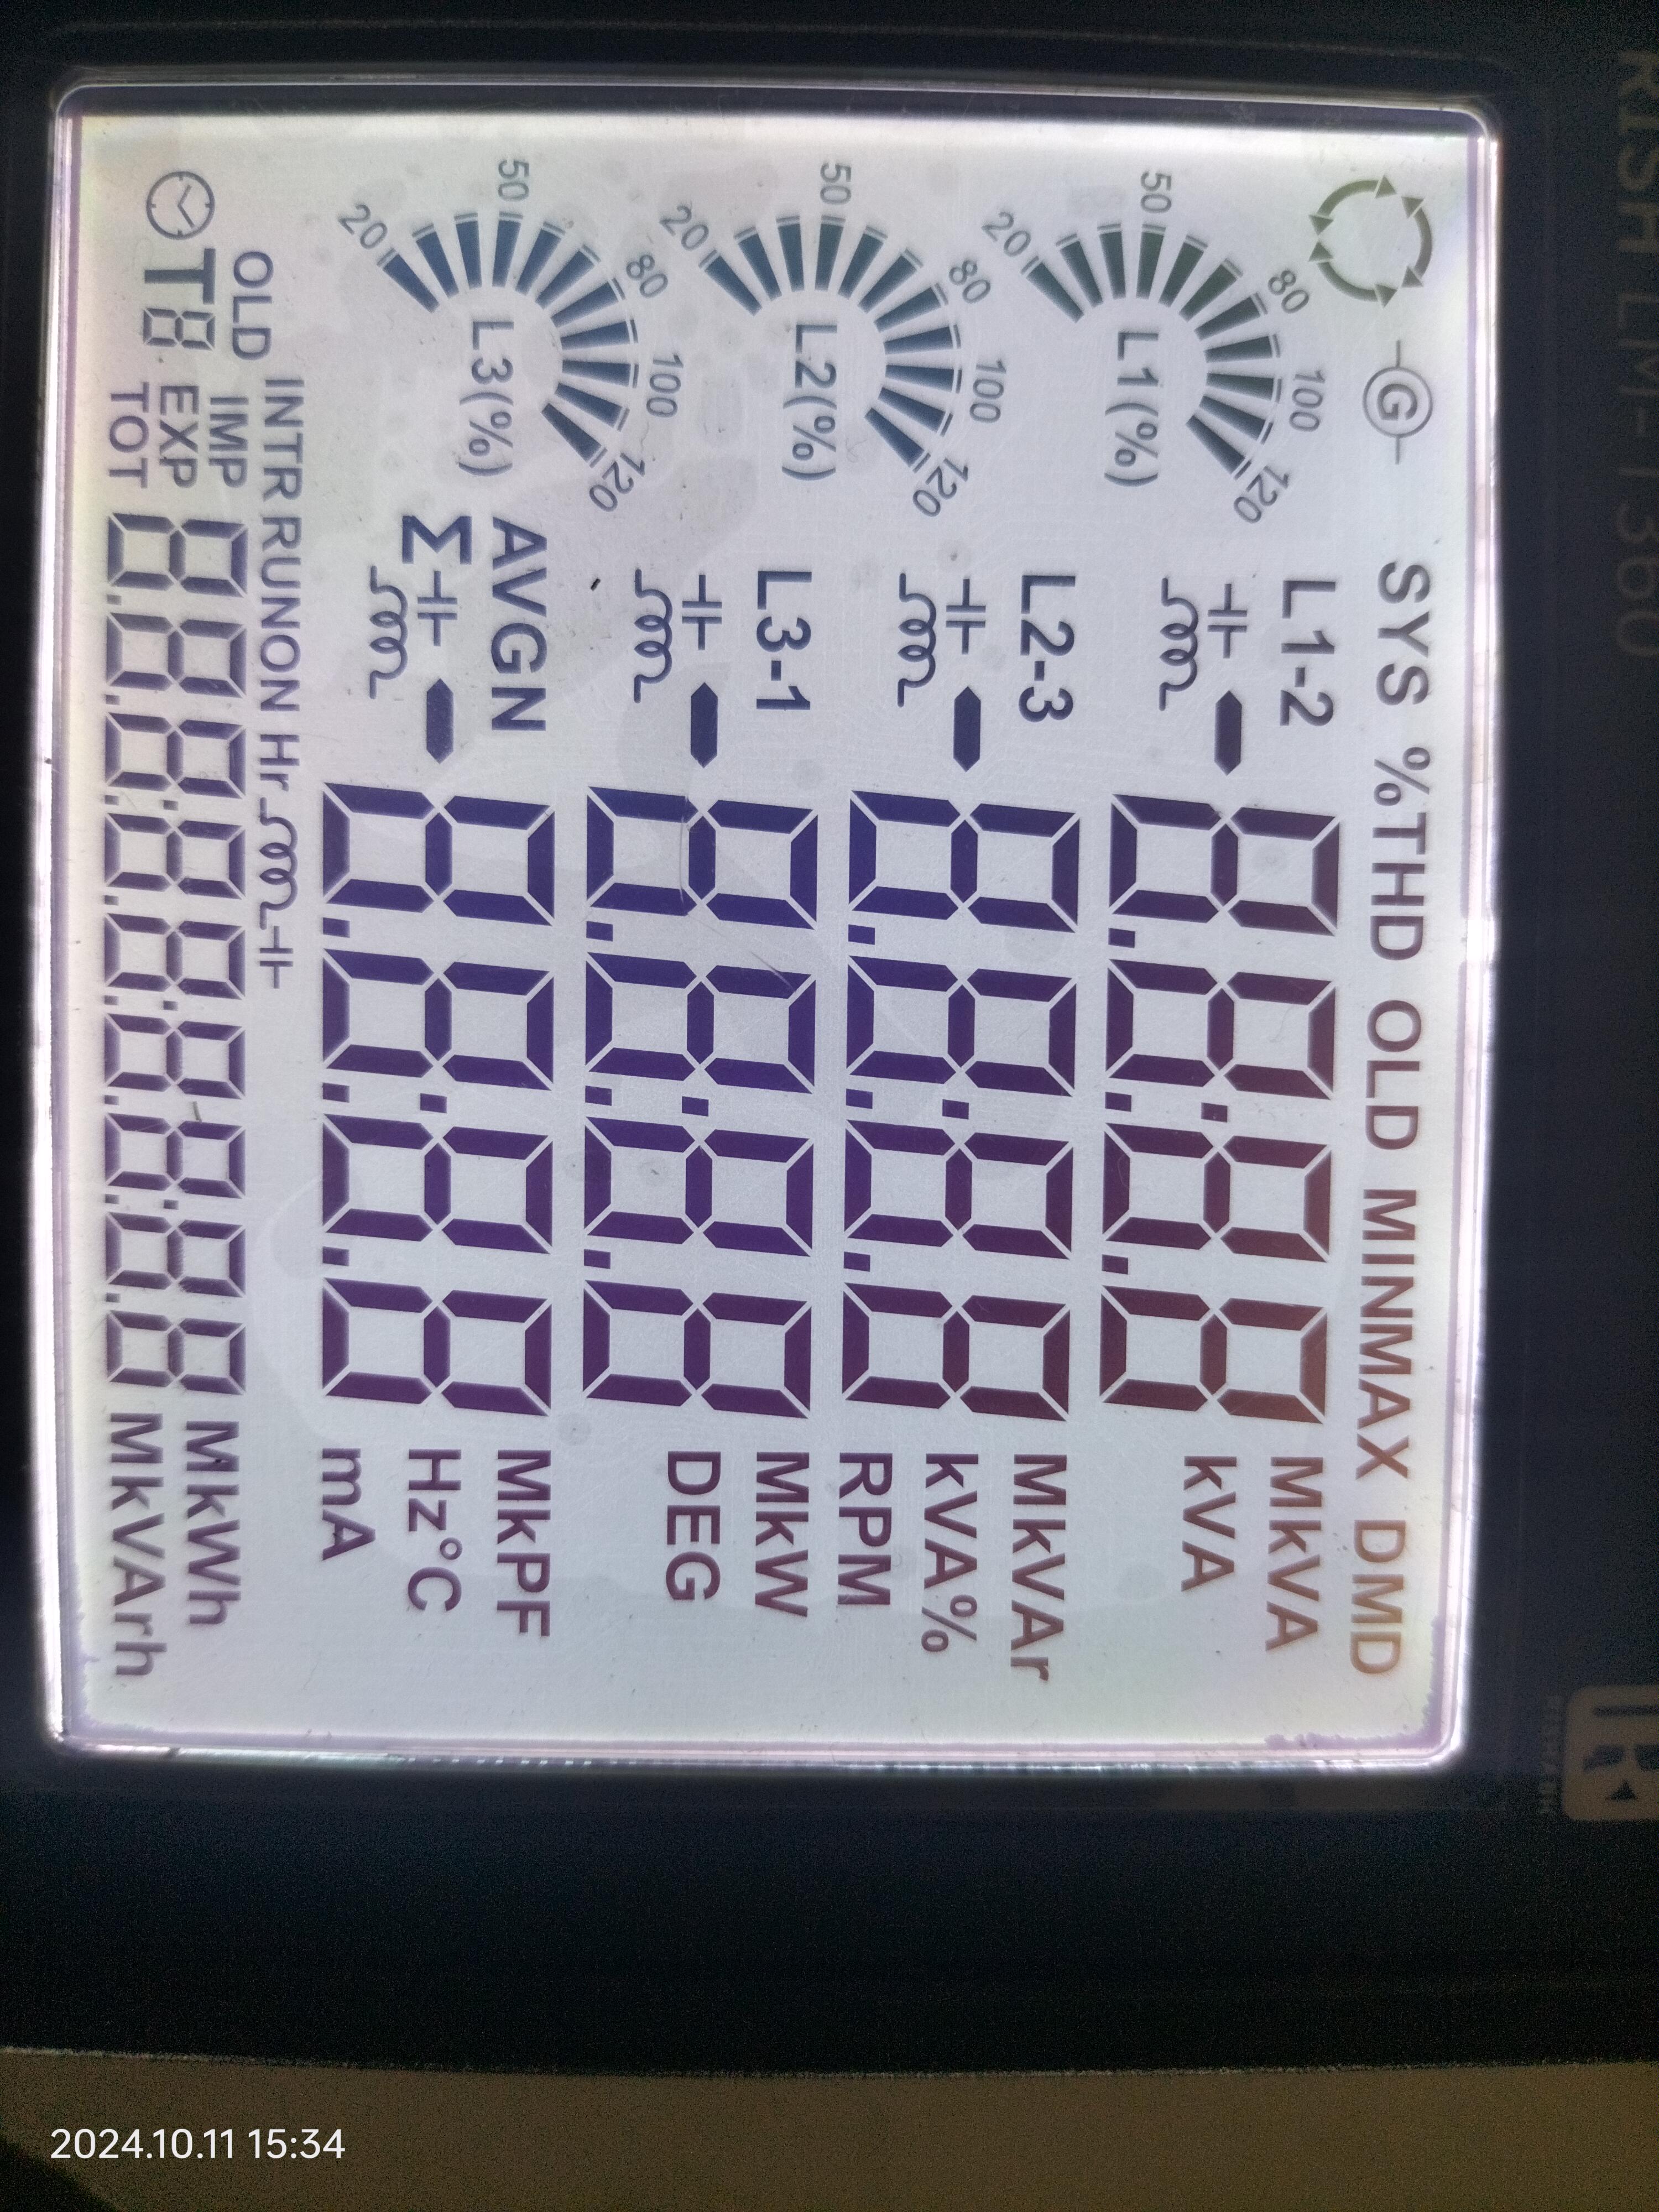 RISH LM-1360
SYS %THD OLD MINMAX DMD
G
50
20
80
100
120
L1(%)
L1-2
8.8.:8.8
MkVA
kVA
50
20
80
100
120
L2(%)
L2-3
8.8.:8.8
MkVAr
kVA%
RPM
50
20
80
100
120
L3(%)
L3-1
8.8.:8.8
MkW
DEG
AVGN
Σ
8.8.:8.8
MkPF
Hz°C
mA
OLD INTR RUNON Hr
T8 IMP
EXP
TOT
8.8.8.:8.8.:8.8.:8.8
MkWh
MkVArh
2024.10.11 15:34